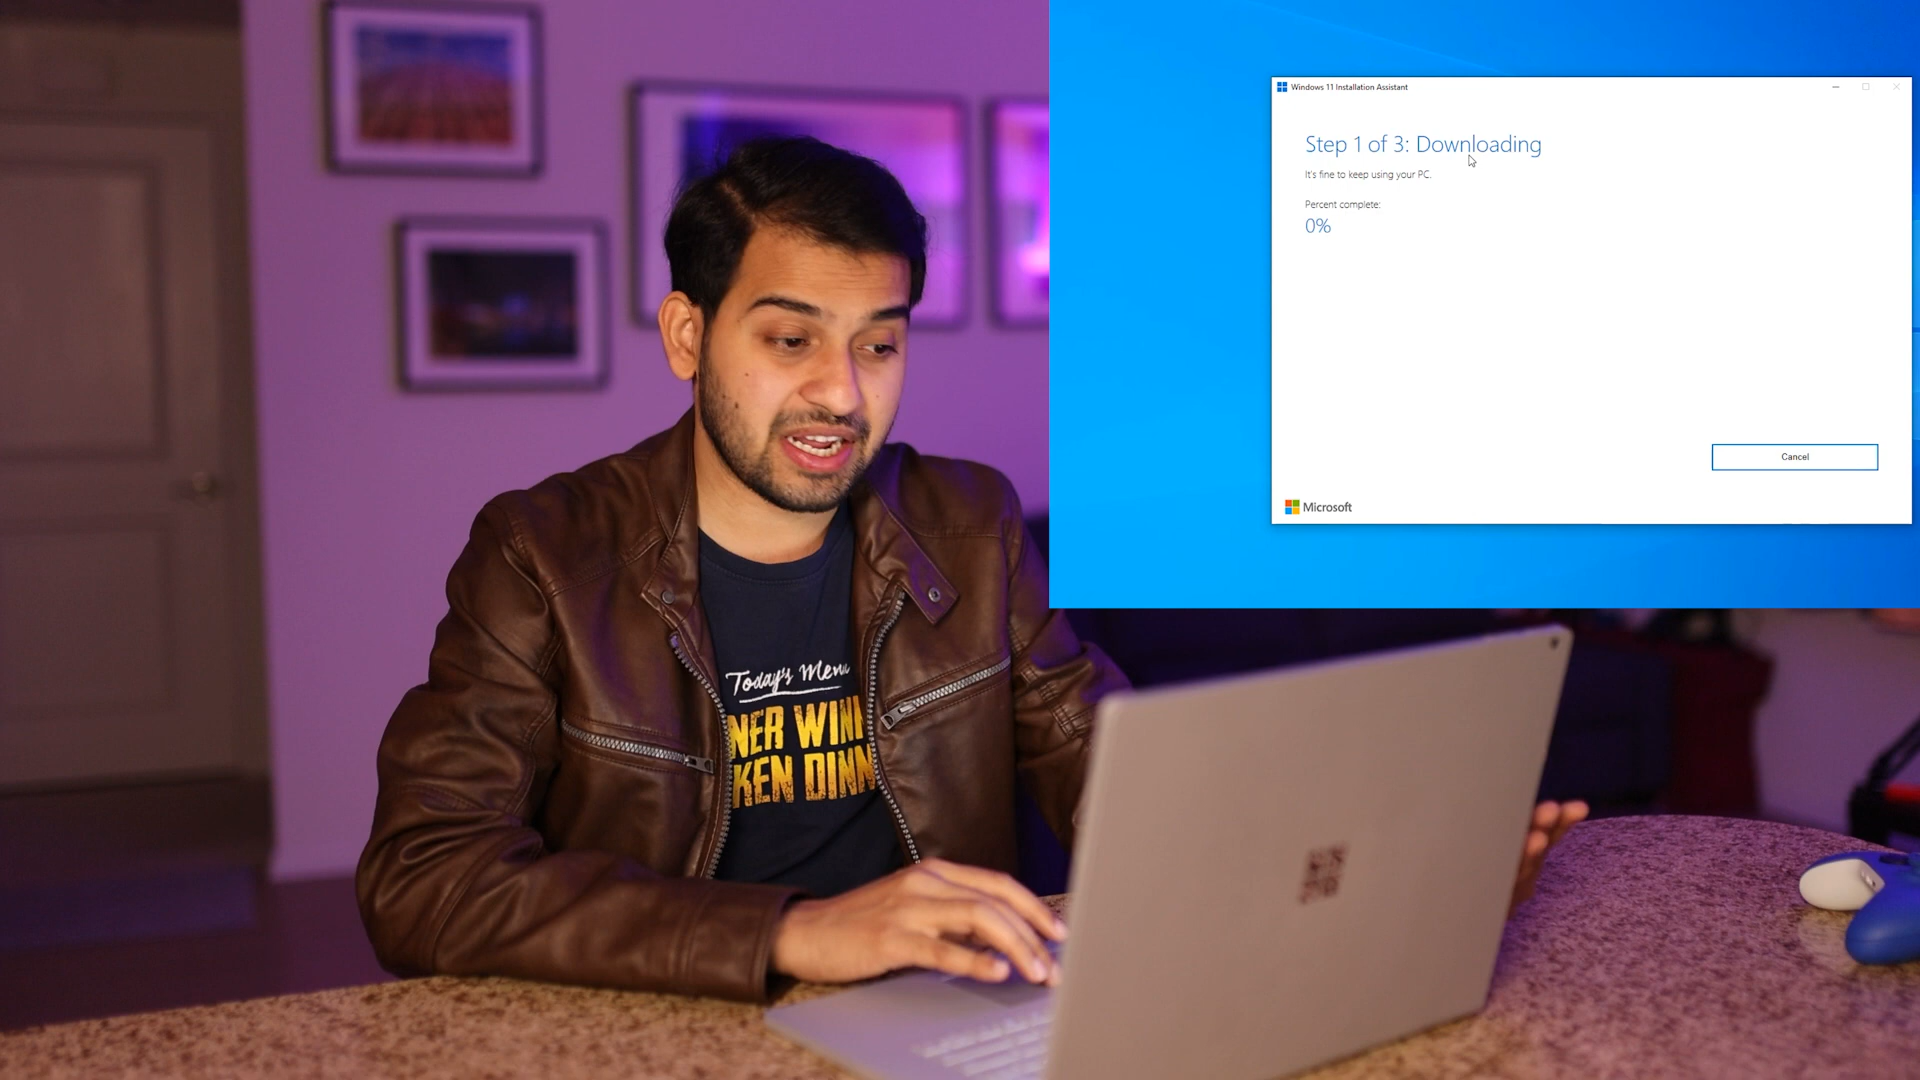 Windows 11 Installation Assistant
Step 1 of 3: Downloading
It's fine to keep using your PC.
Percent complete:
0%
Cancel
Microsoft
Today's Menu
NER WINN
KEN DINN